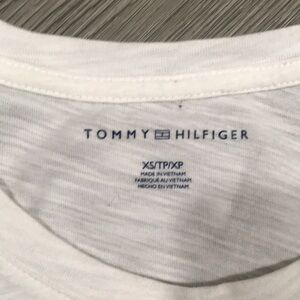 TOMMY HILFIGER
XS/TP/XP
MADE IN VIETNAM
FABRIQUÉ AU VIETNAM
HECHO EN VIETNAM